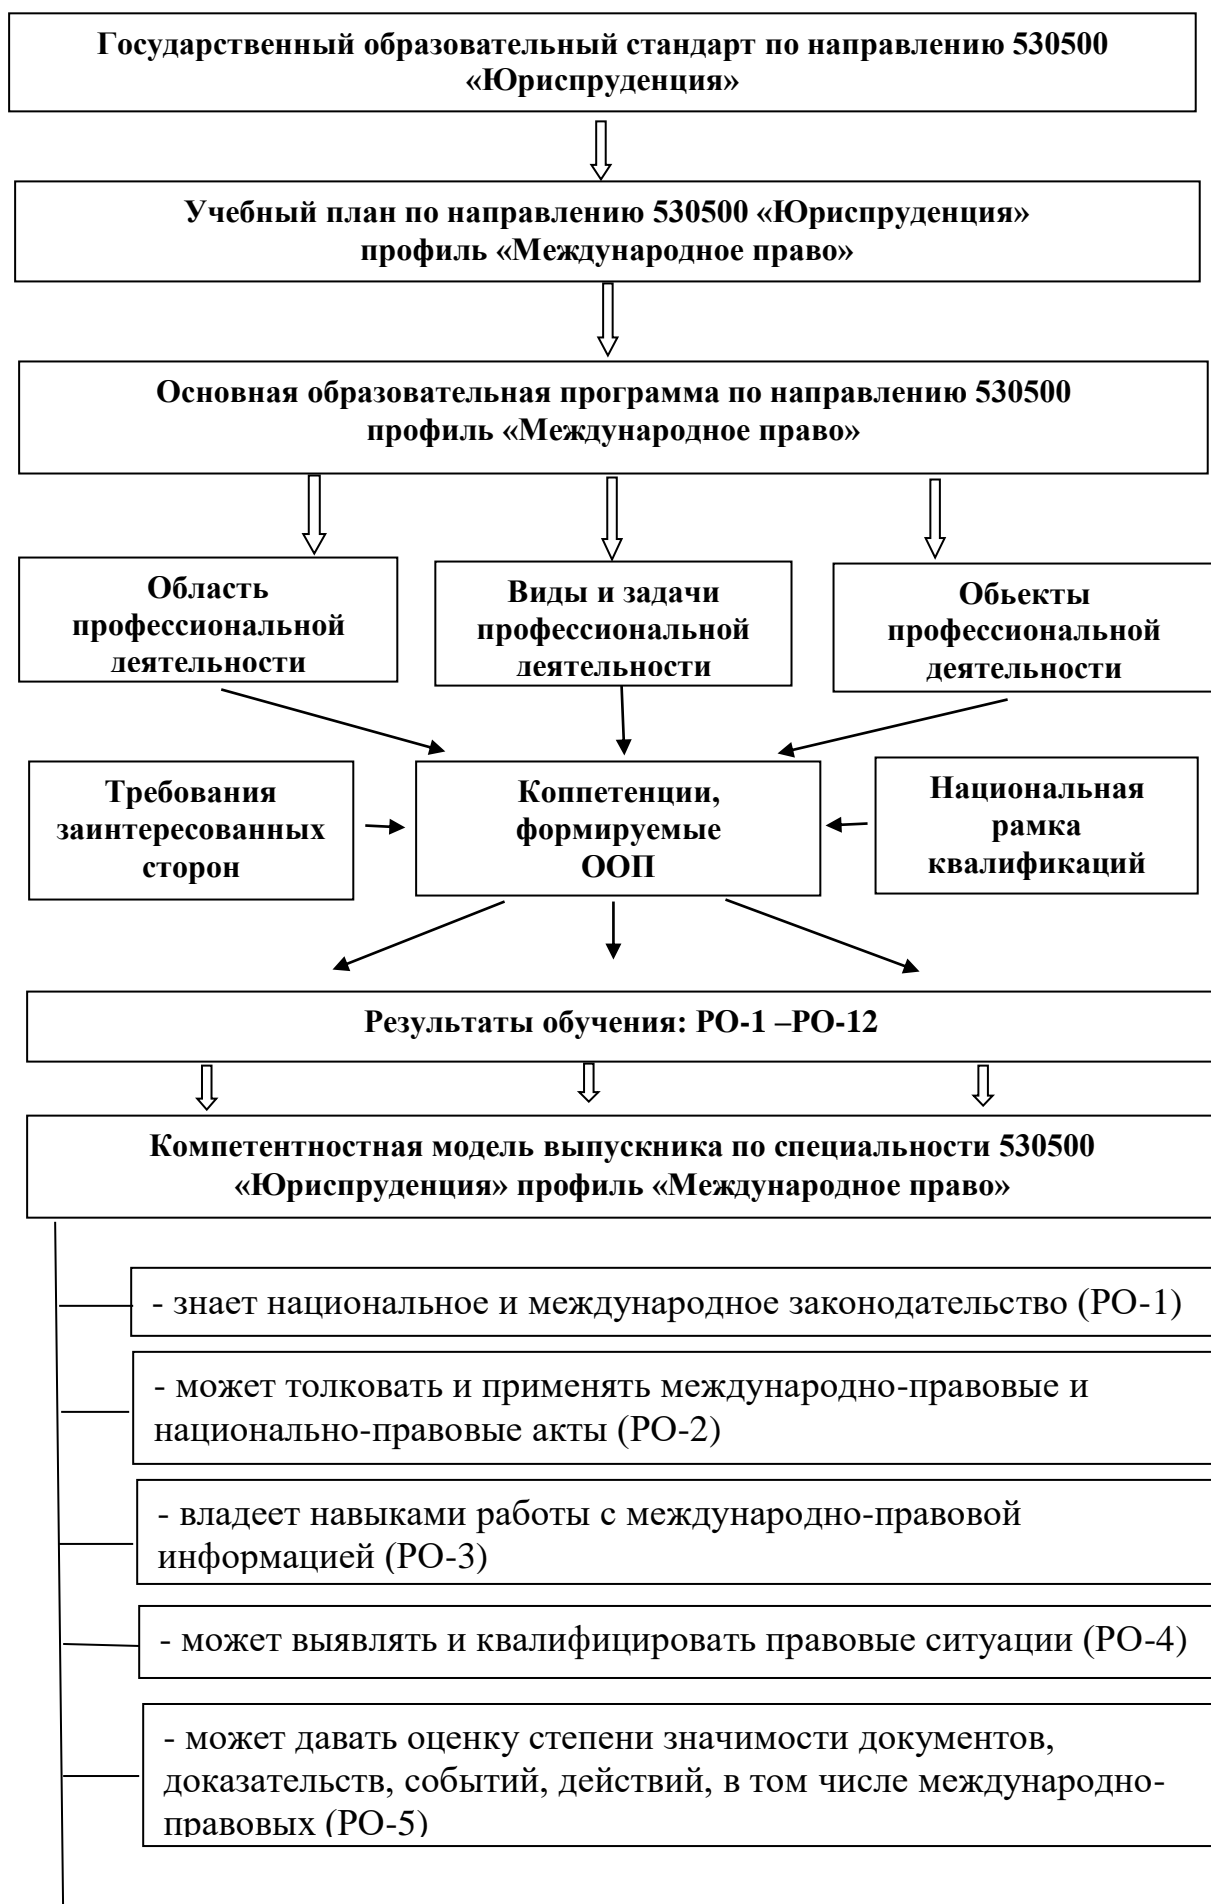 Государственный образовательный стандарт по направлению 530500
«Юриспруденция»
Учебный план по направлению 530500 «Юриспруденция»
профиль «Международное право»
Основная образовательная программа по направлению 530500
профиль «Международное право»
Область
профессиональной
деятельности
Виды и задачи
профессиональной
деятельности
Обьекты
профессиональной
деятельности
Требования
заинтересованных
сторон
Коппетенции,
формируемые
ООП
Национальная
рамка
квалификаций
Результаты обучения: РО-1 –РО-12
Компетентностная модель выпускника по специальности 530500
«Юриспруденция» профиль «Международное право»
- знает национальное и международное законодательство (РО-1)
- может толковать и применять международно-правовые и
национально-правовые акты (РО-2)
- владеет навыками работы с международно-правовой
информацией (РО-3)
- может выявлять и квалифицировать правовые ситуации (РО-4)
- может давать оценку степени значимости документов,
доказательств, событий, действий, в том числе международно-
правовых (РО-5)